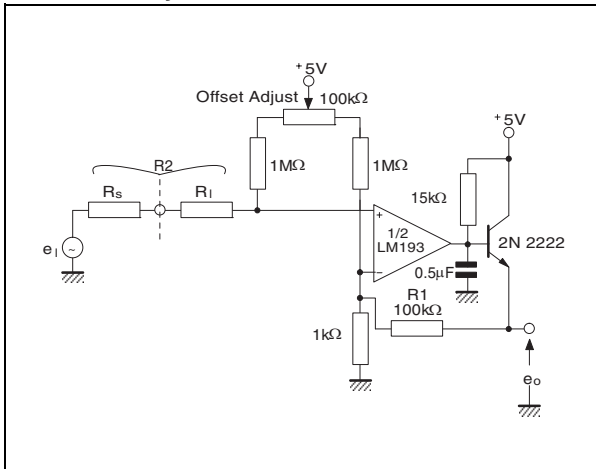 +5V
Offset Adjust 100kΩ
+5V
R2
1MΩ 1MΩ
Rs Rl
15kΩ
+
1/2
LM193
2N 2222
el
~
−
0.5µF
R1
100kΩ
1kΩ
eo